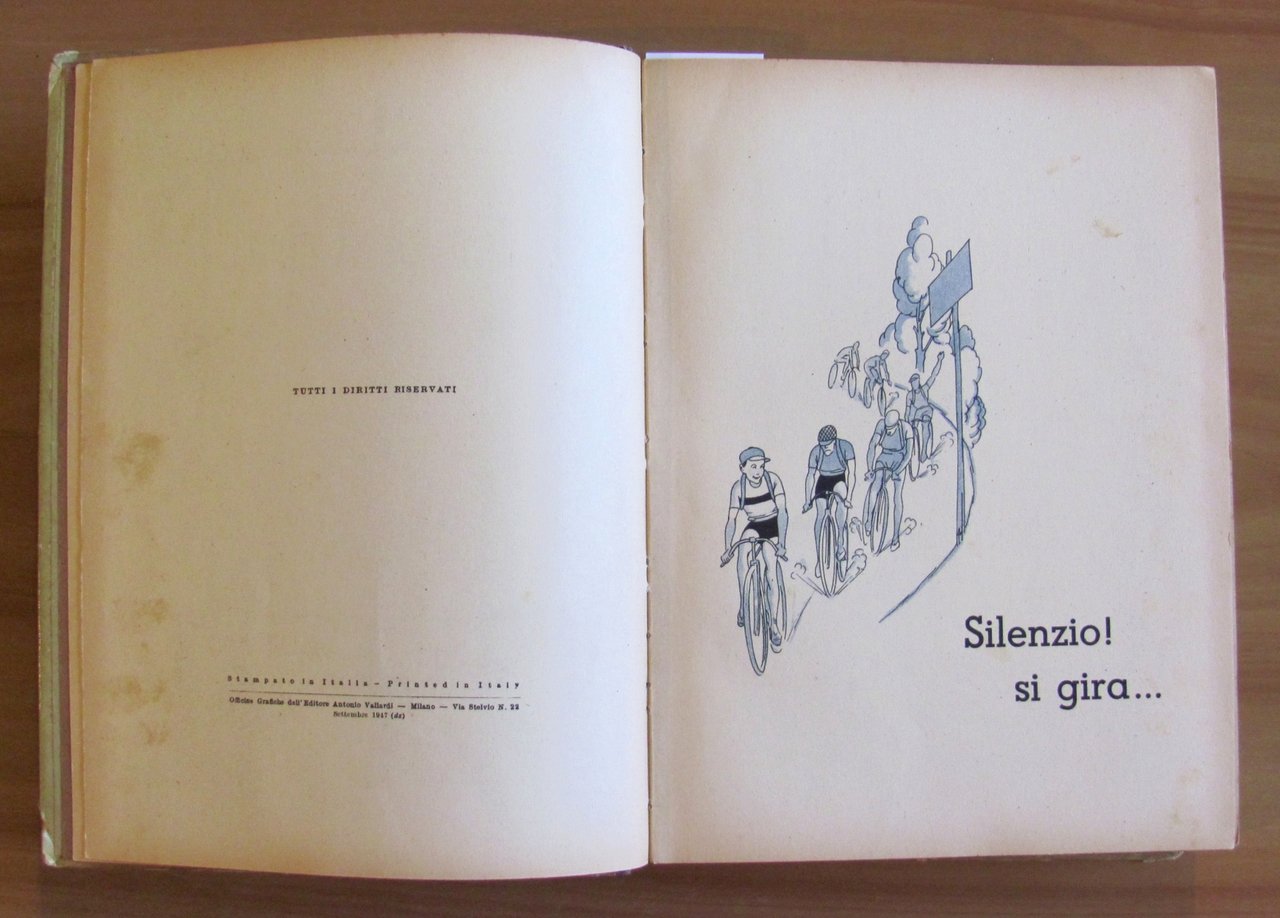 TUTTI I DIRITTI RISERVATI
Stampato in Italia – Printed in Italy
Officine Grafiche dell'Editore Antonio Vallardi — Milano — Via Stelvio N. 22
Settembre 1947 (dz)
Silenzio!
si gira...